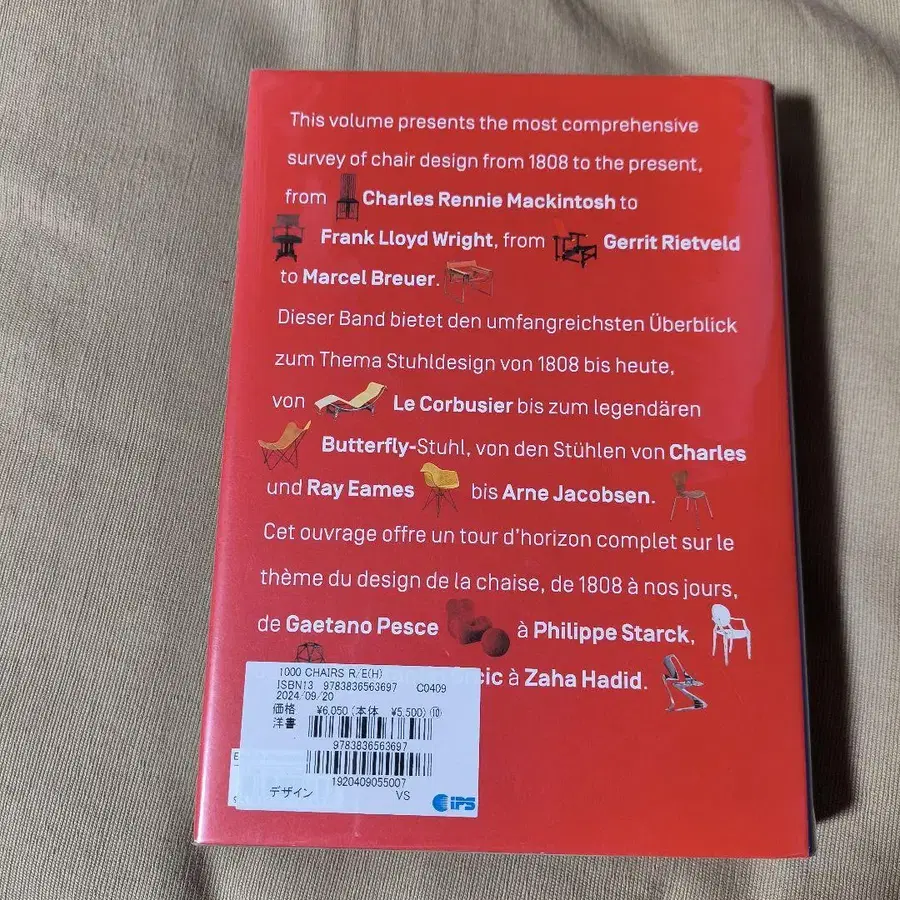 This volume presents the most comprehensive
survey of chair design from 1808 to the present,
from Charles Rennie Mackintosh to
Frank Lloyd Wright, from Gerrit Rietveld
to Marcel Breuer.
Dieser Band bietet den umfangreichsten Überblick
zum Thema Stuhldesign von 1808 bis heute,
von Le Corbusier bis zum legendären
Butterfly-Stuhl, von den Stühlen von Charles
und Ray Eames bis Arne Jacobsen.
Cet ouvrage offre un tour d'horizon complet sur le
thème du design de la chaise, de 1808 à nos jours,
de Gaetano Pesce à Philippe Starck,
à Zaha Hadid.
1000 CHAIRS R/E(H)
ISBN13 9783836563697 C0409
2024/09/20
価格 ¥6,050(本体 ¥5,500)⑩
洋書
9783836563697
1920409055007
デザイン VS
iPS